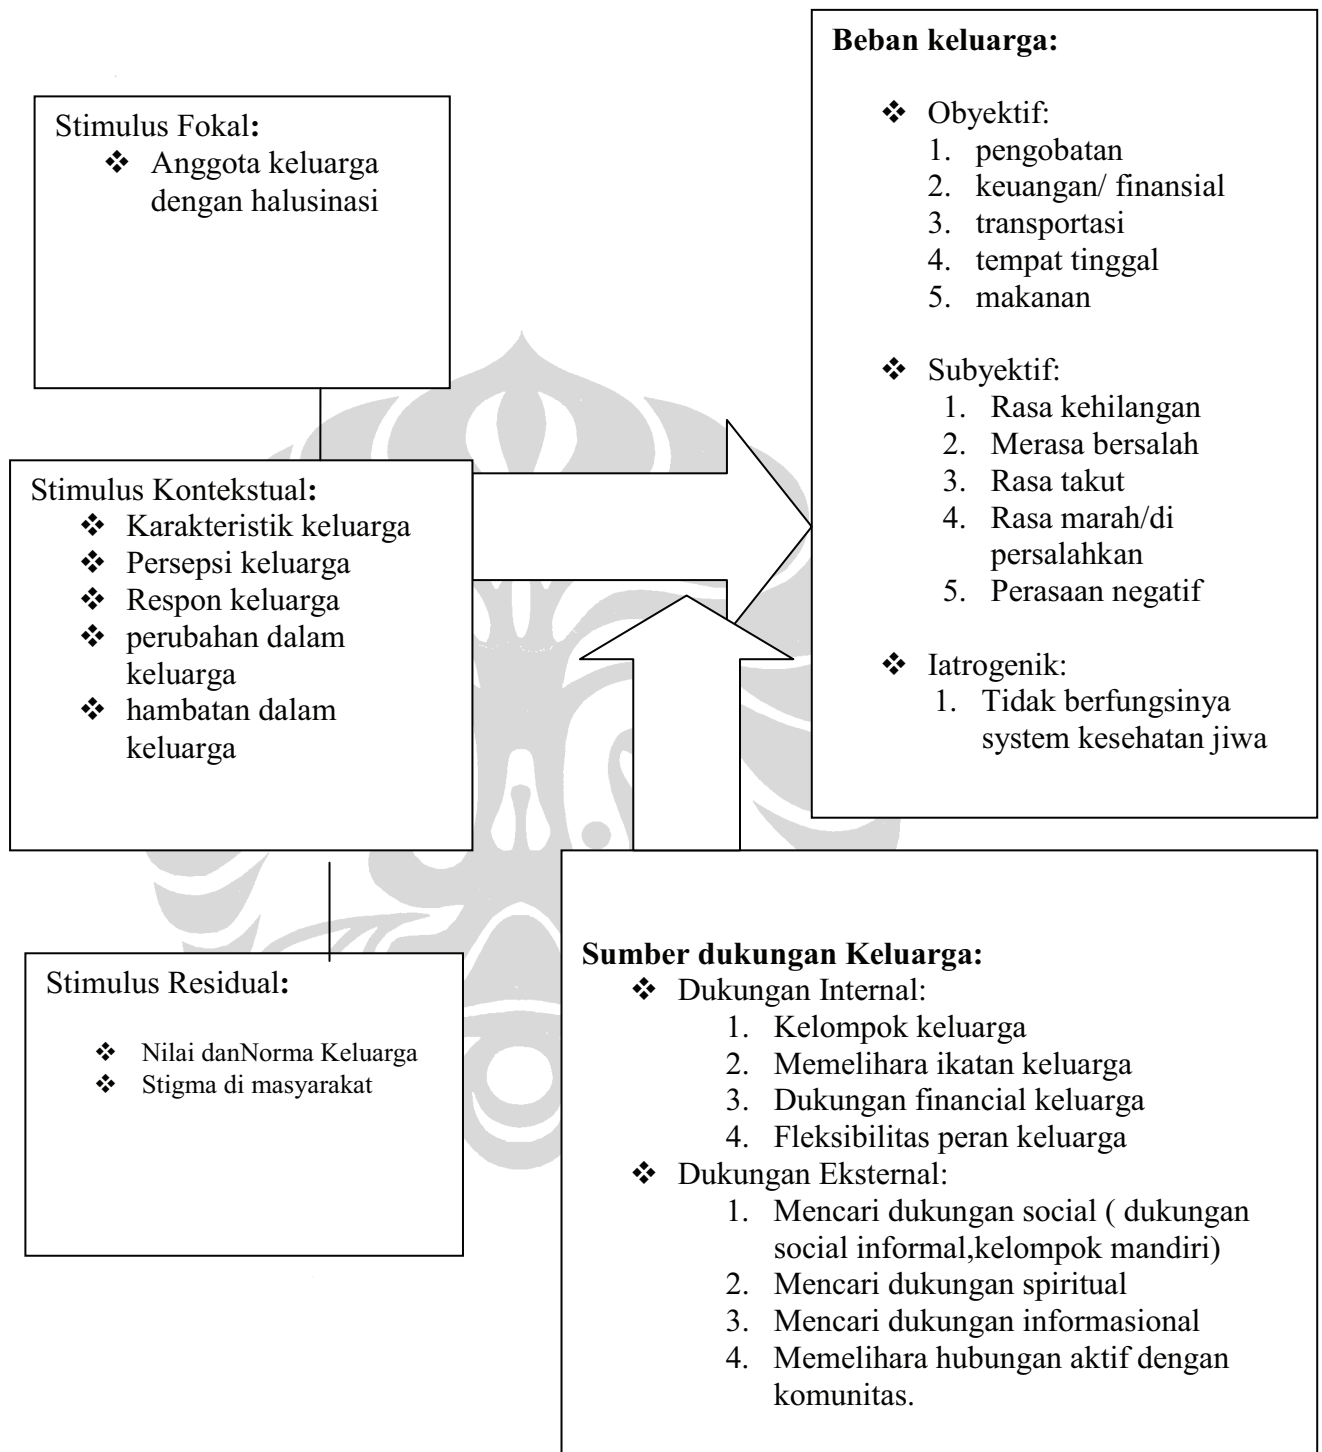 Stimulus Fokal:
❖ Anggota keluarga
dengan halusinasi
Stimulus Kontekstual:
❖ Karakteristik keluarga
❖ Persepsi keluarga
❖ Respon keluarga
❖ perubahan dalam
keluarga
❖ hambatan dalam
keluarga
Stimulus Residual:
❖ Nilai danNorma Keluarga
❖ Stigma di masyarakat
Beban keluarga:
❖ Obyektif:
1. pengobatan
2. keuangan/ finansial
3. transportasi
4. tempat tinggal
5. makanan
❖ Subyektif:
1. Rasa kehilangan
2. Merasa bersalah
3. Rasa takut
4. Rasa marah/di
persalahkan
5. Perasaan negatif
❖ Iatrogenik:
1. Tidak berfungsinya
system kesehatan jiwa
Sumber dukungan Keluarga:
❖ Dukungan Internal:
1. Kelompok keluarga
2. Memelihara ikatan keluarga
3. Dukungan financial keluarga
4. Fleksibilitas peran keluarga
❖ Dukungan Eksternal:
1. Mencari dukungan social ( dukungan
social informal,kelompok mandiri)
2. Mencari dukungan spiritual
3. Mencari dukungan informasional
4. Memelihara hubungan aktif dengan
komunitas.